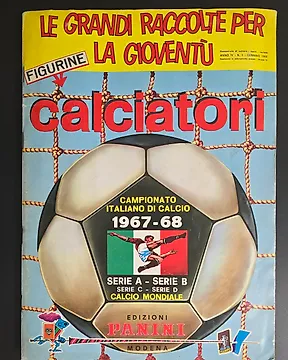 LE GRANDI RACCOLTE PER
LA GIOVENTÙ
FIGURINE
calciatori
CAMPIONATO
ITALIANO DI CALCIO
1967-68
SERIE A - SERIE B
SERIE C - SERIE D
CALCIO MONDIALE
EDIZIONI
PANINI
MODENA